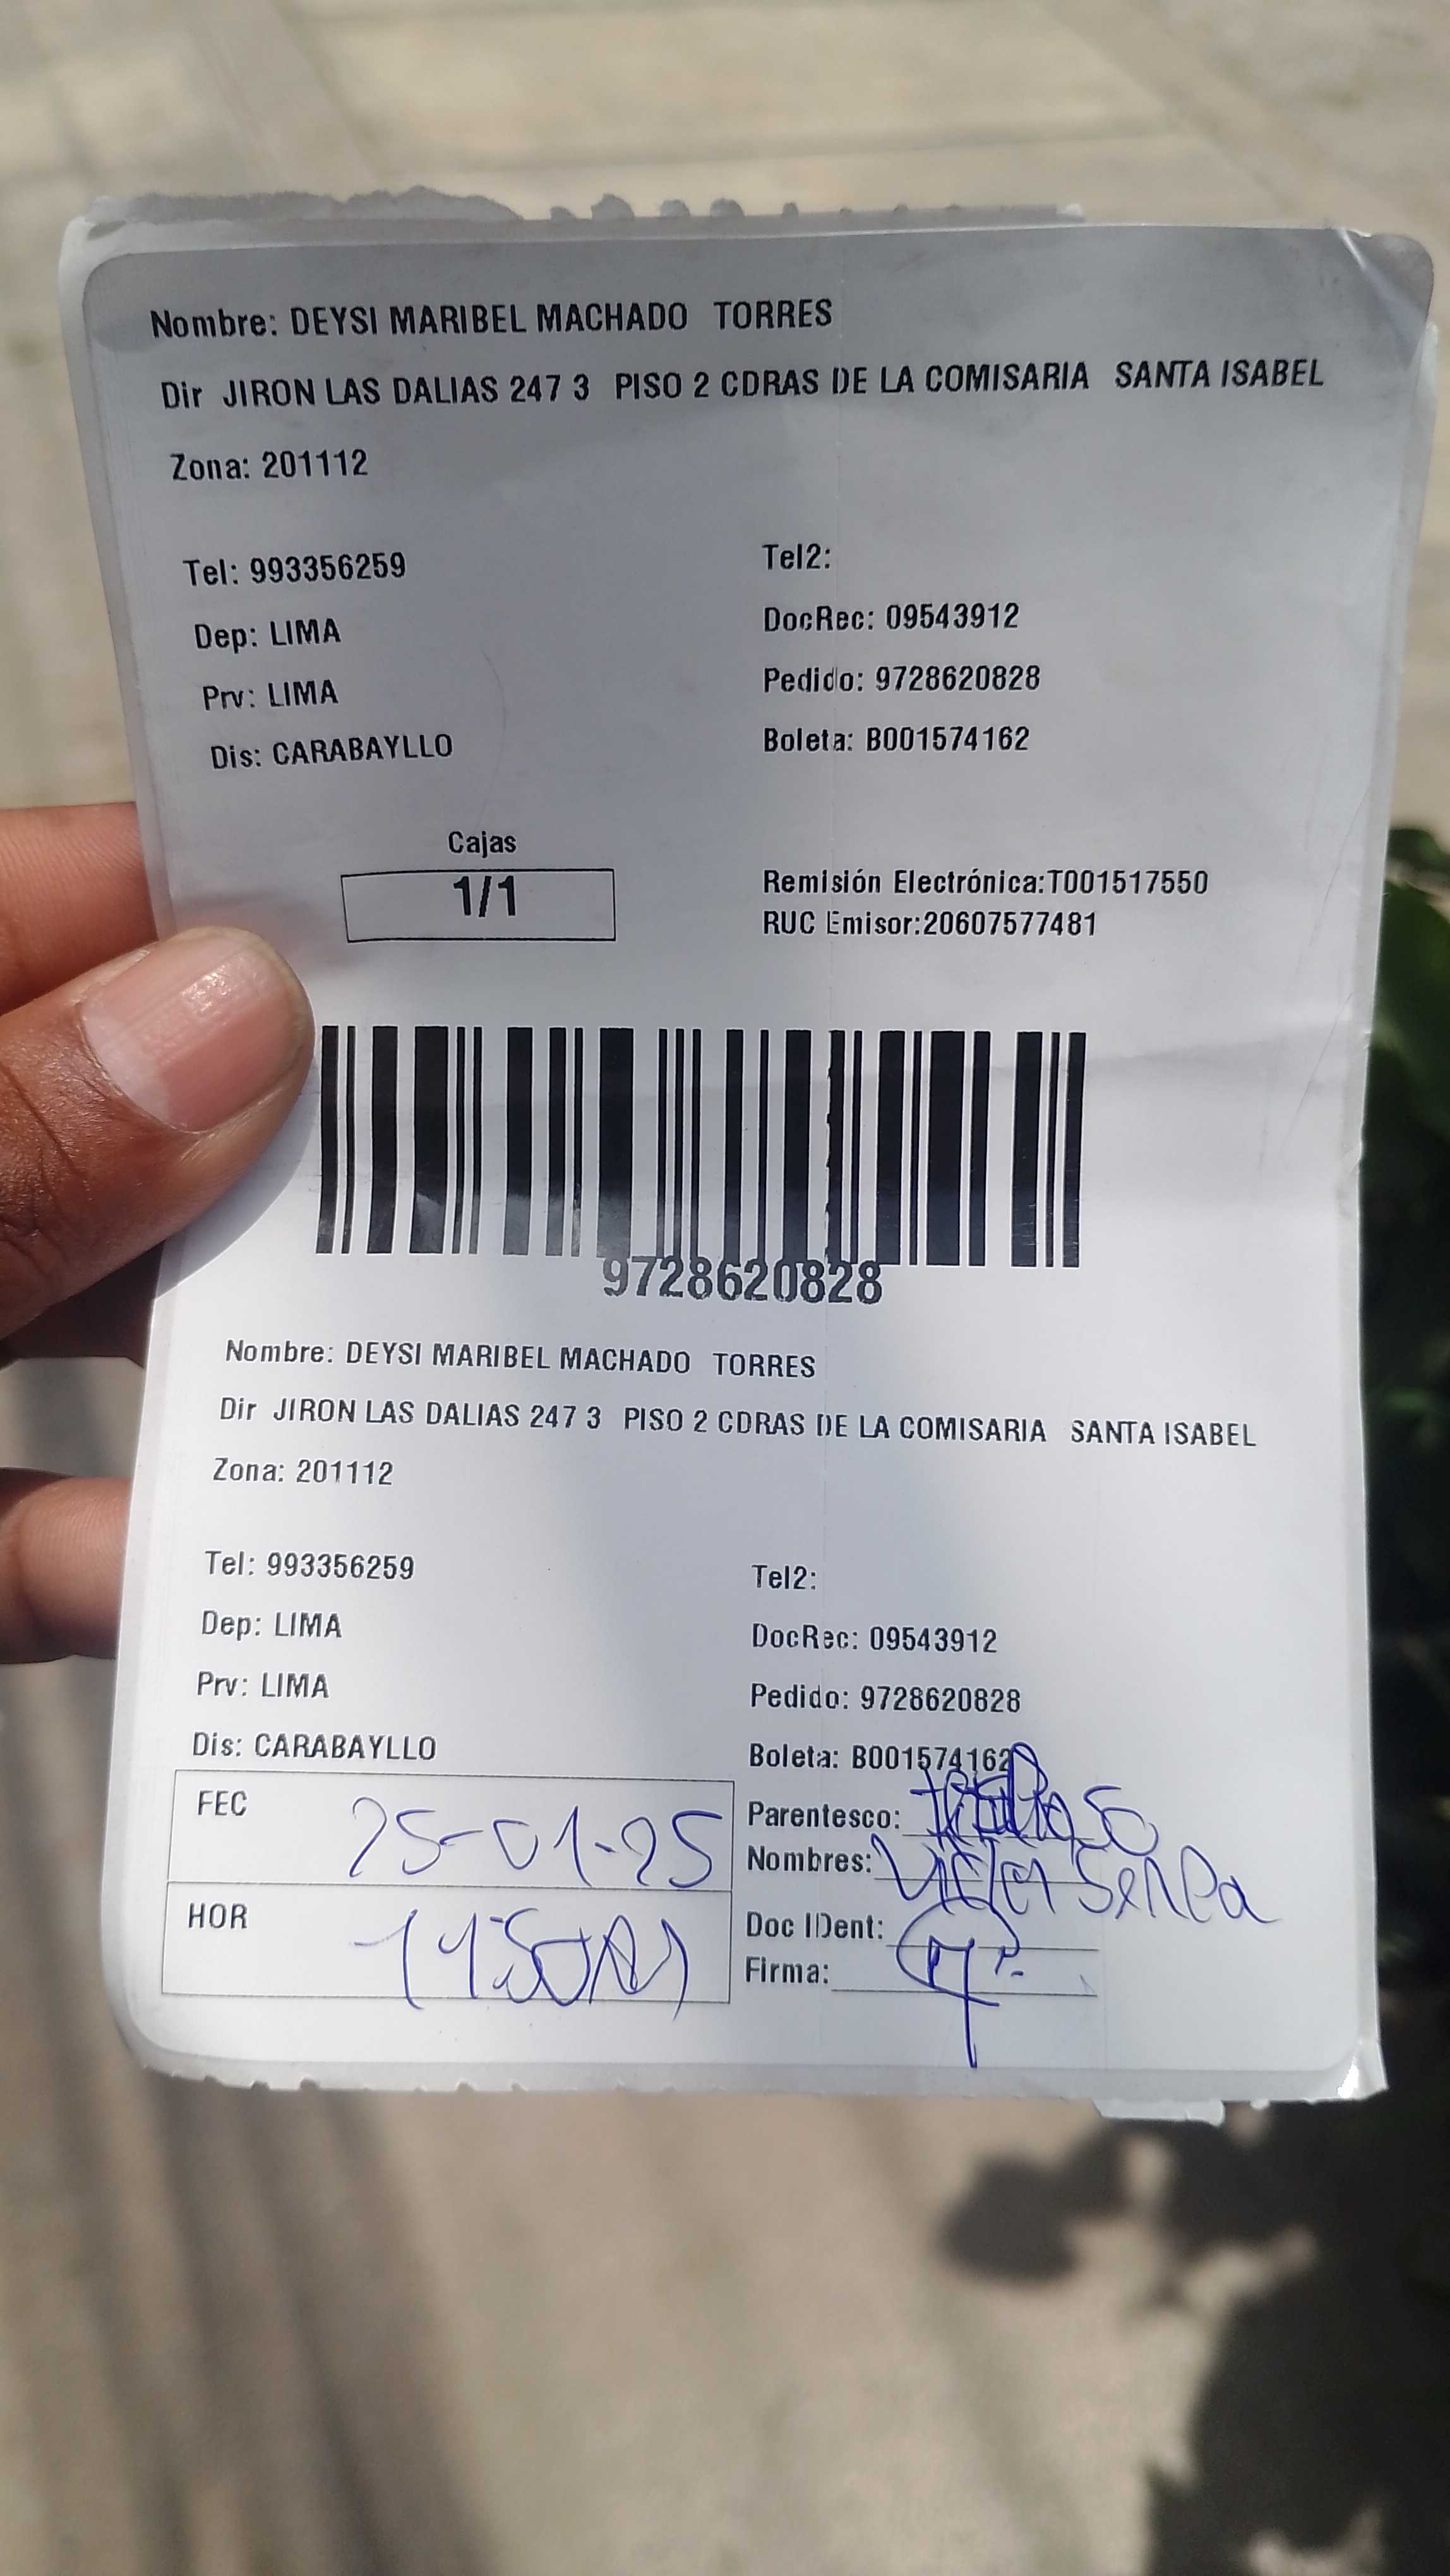 Nombre: DEYSI MARIBEL MACHADO TORRES
Dir JIRON LAS DALIAS 247 3 PISO 2 CDRAS DE LA COMISARIA SANTA ISABEL
Zona: 201112
Tel: 993356259
Tel2:
Dep: LIMA
DocRec: 09543912
Prv: LIMA
Pedido: 9728620828
Dis: CARABAYLLO
Boleta: B001574162
Cajas
1/1
Remisión Electrónica:T001517550
RUC Emisor:20607577481
9728620828
Nombre: DEYSI MARIBEL MACHADO TORRES
Dir JIRON LAS DALIAS 247 3 PISO 2 CDRAS DE LA COMISARIA SANTA ISABEL
Zona: 201112
Tel: 993356259
Tel2:
Dep: LIMA
DocRec: 09543912
Prv: LIMA
Pedido: 9728620828
Dis: CARABAYLLO
Boleta: B001574162
FEC 25-01-25
Parentesco:
Nombres: Victor
HOR
Doc IDent:
Firma: